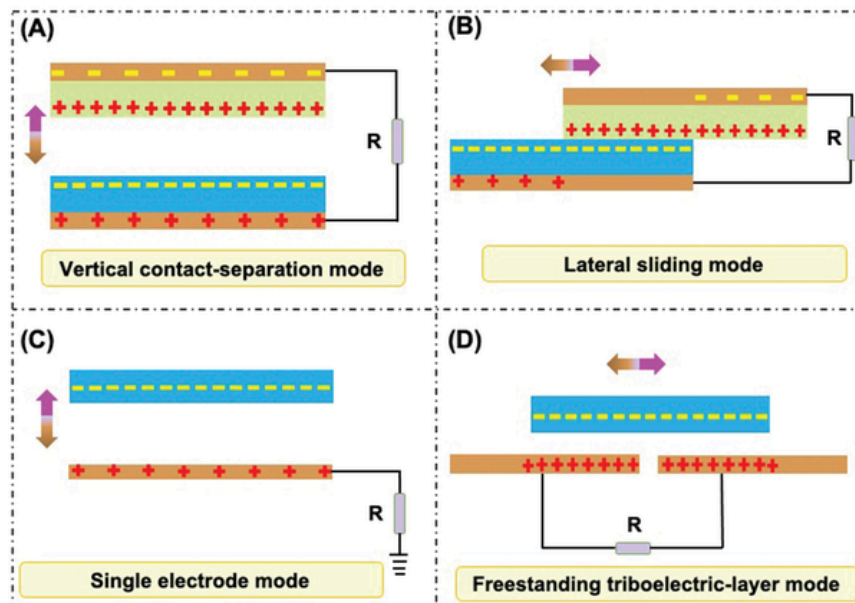 (A)
R
Vertical contact-separation mode
(B)
R
Lateral sliding mode
(C)
R
Single electrode mode
(D)
R
Freestanding triboelectric-layer mode